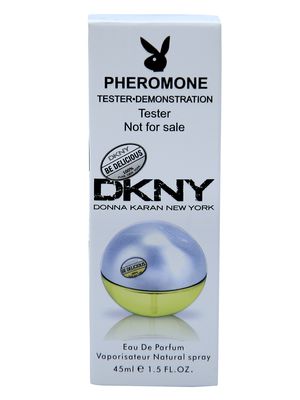 PHEROMONE
TESTER•DEMONSTRATION
Tester
Not for sale
DKNY
BE DELICIOUS
100%
DKNY
DONNA KARAN NEW YORK
BE DELICIOUS
Eau De Parfum
Vaporisateur Natural spray
45ml ℮ 1.5 FL.OZ.